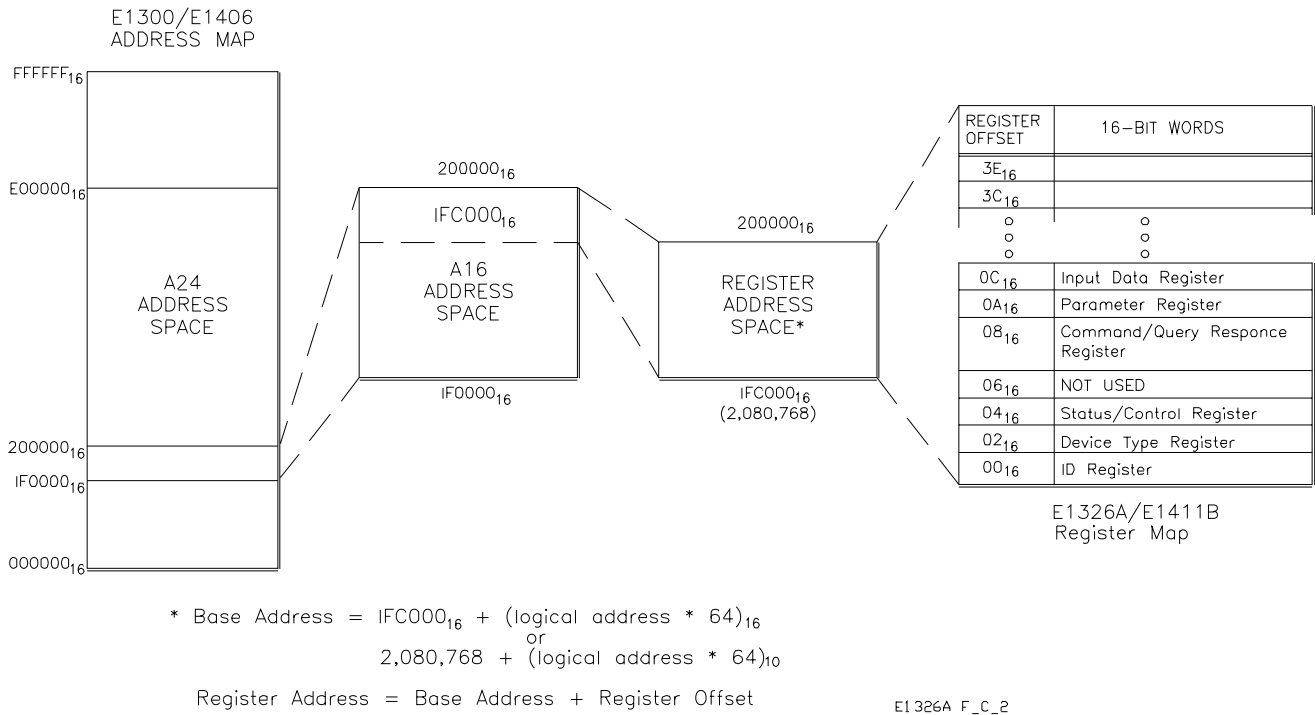 E1300/E1406
ADDRESS MAP
FFFFFF16
E0000016
A24
ADDRESS
SPACE
20000016
IF000016
00000016
20000016
IFC00016
A16
ADDRESS
SPACE
IF000016
20000016
REGISTER
ADDRESS
SPACE*
IFC00016
(2,080,768)
REGISTER
OFFSET
16-BIT WORDS
3E16
3C16
0C16 Input Data Register
0A16 Parameter Register
0816 Command/Query Responce
Register
0616 NOT USED
0416 Status/Control Register
0216 Device Type Register
0016 ID Register
E1326A/E1411B
Register Map
* Base Address = IFC00016 + (logical address * 64)16
or
2,080,768 + (logical address * 64)10
Register Address = Base Address + Register Offset
E1326A F_C_2